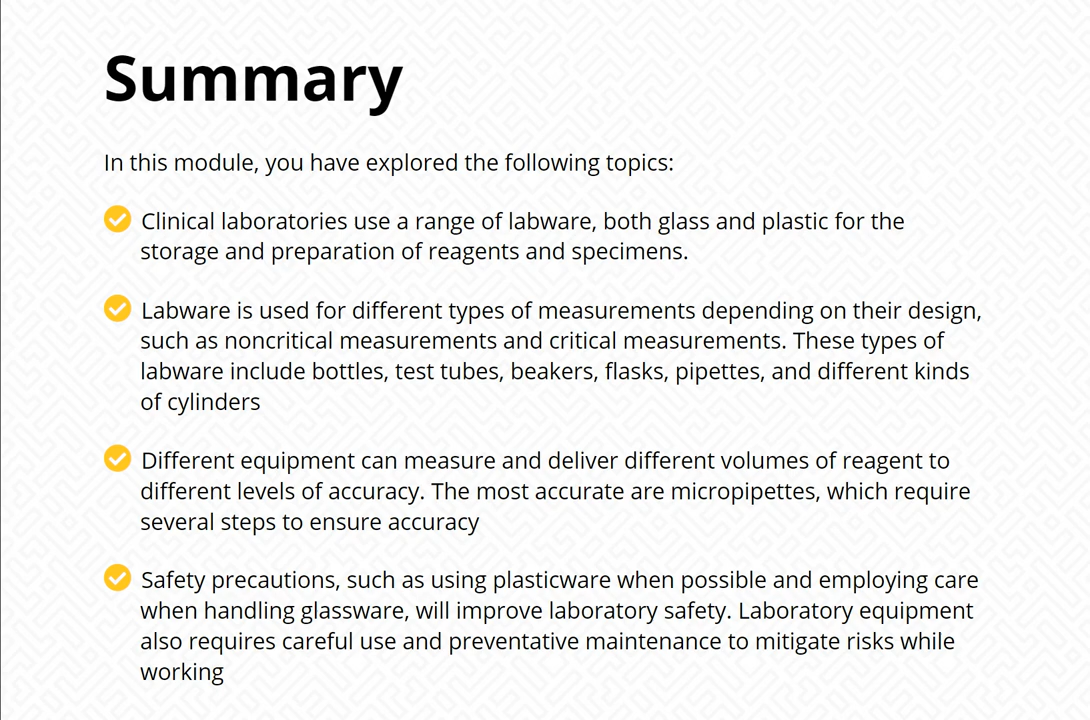 Summary
In this module, you have explored the following topics:
Clinical laboratories use a range of labware, both glass and plastic for the
storage and preparation of reagents and specimens.
Labware is used for different types of measurements depending on their design,
such as noncritical measurements and critical measurements. These types of
labware include bottles, test tubes, beakers, flasks, pipettes, and different kinds
of cylinders
Different equipment can measure and deliver different volumes of reagent to
different levels of accuracy. The most accurate are micropipettes, which require
several steps to ensure accuracy
Safety precautions, such as using plasticware when possible and employing care
when handling glassware, will improve laboratory safety. Laboratory equipment
also requires careful use and preventative maintenance to mitigate risks while
working